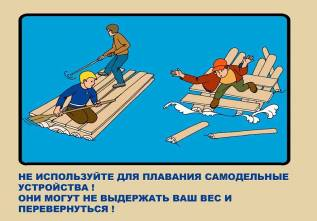 НЕ ИСПОЛЬЗУЙТЕ ДЛЯ ПЛАВАНИЯ САМОДЕЛЬНЫЕ
УСТРОЙСТВА !
ОНИ МОГУТ НЕ ВЫДЕРЖАТЬ ВАШ ВЕС И
ПЕРЕВЕРНУТЬСЯ !